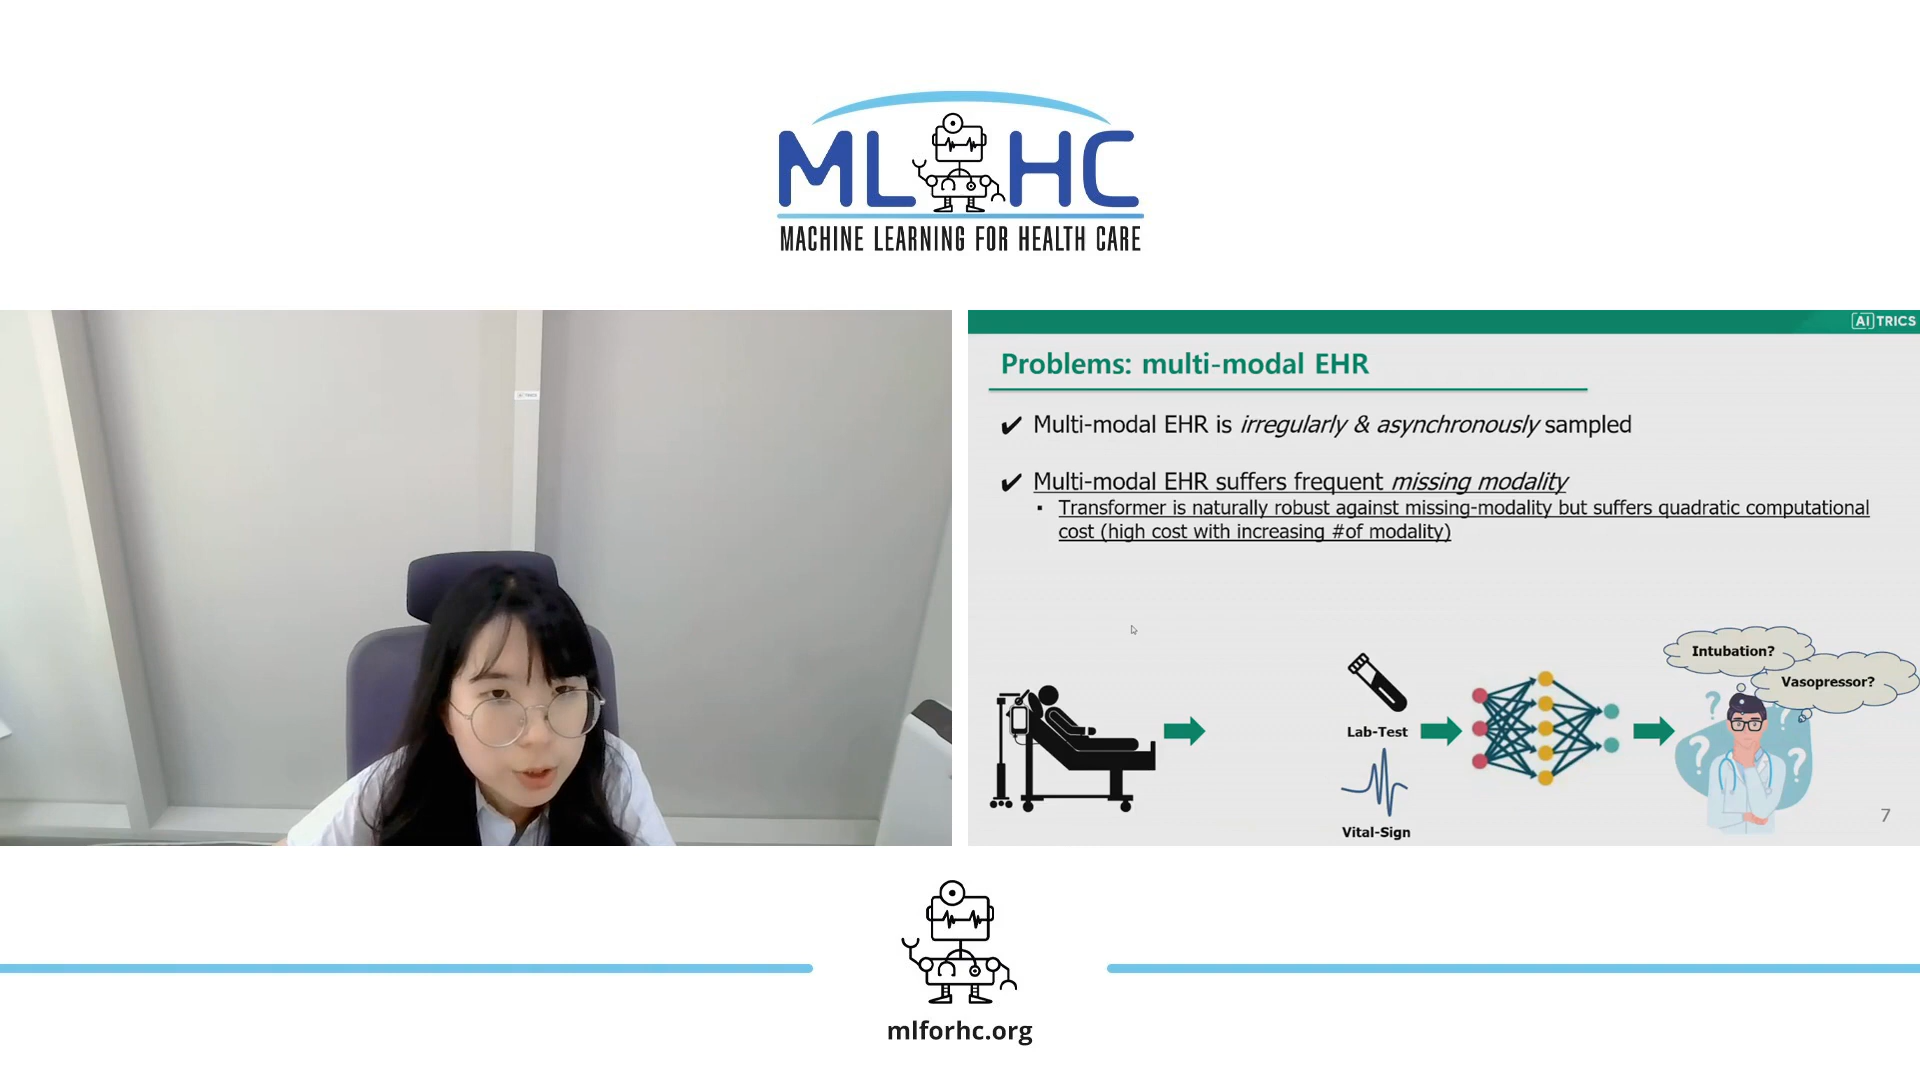 ML HC
MACHINE LEARNING FOR HEALTH CARE
AI TRICS
Problems: multi-modal EHR
✔ Multi-modal EHR is irregularly & asynchronously sampled
✔ Multi-modal EHR suffers frequent missing modality
▪ Transformer is naturally robust against missing-modality but suffers quadratic computational
cost (high cost with increasing #of modality)
Intubation?
Vasopressor?
? ? ?
Lab-Test
Vital-Sign
7
mlforhc.org